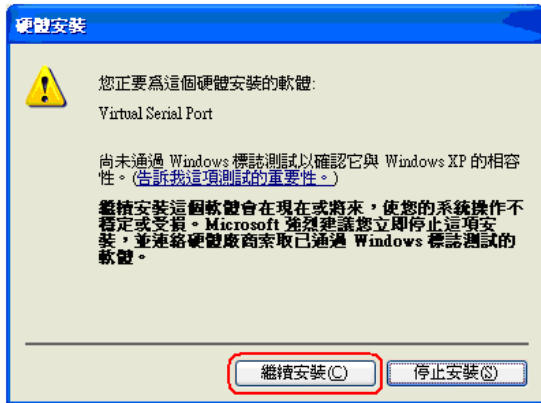 硬體安裝
您正要為這個硬體安裝的軟體:
Virtual Serial Port
尚未通過 Windows 標誌測試以確認它與 Windows XP 的相容
性。(告訴我這項測試的重要性。)
繼續安裝這個軟體會在現在或將來，使您的系統操作不
穩定或受損。Microsoft 強烈建議您立即停止這項安
裝，並連絡硬體廠商索取已通過 Windows 標誌測試的
軟體。
繼續安裝(C)
停止安裝(S)